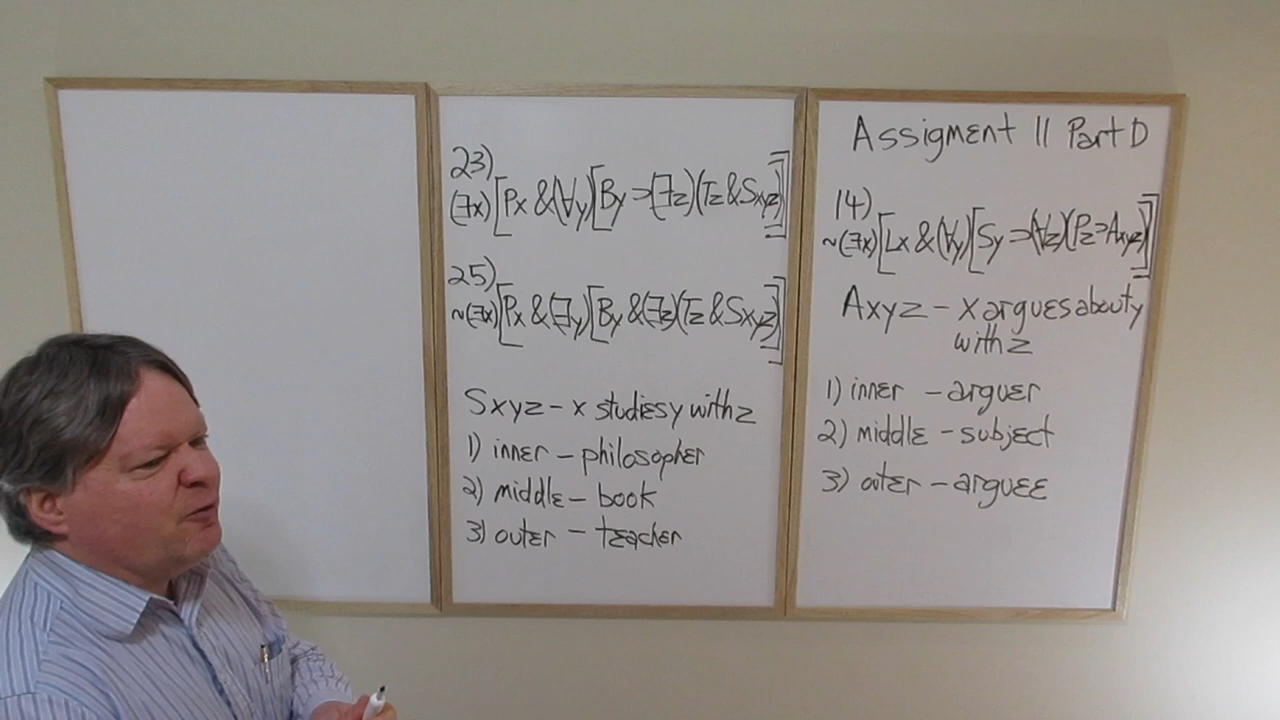 23)
(∃x)[Px &(∀y)[By ⊃(∃z)(Tz & Sxyz)]]
25)
~(∃x)[Px &(∃y)[By &(∃z)(Tz & Sxyz)]]
Sxyz – x studies y with z
1) inner – philosopher
2) middle – book
3) outer – teacher
Assigment 11 Part D
14)
~(∃x)[Lx &(∀y)[Sy ⊃(∀z)(Pz⊃Axyz)]]
Axyz – x argues about y
with z
1) inner – arguer
2) middle – subject
3) outer – arguee